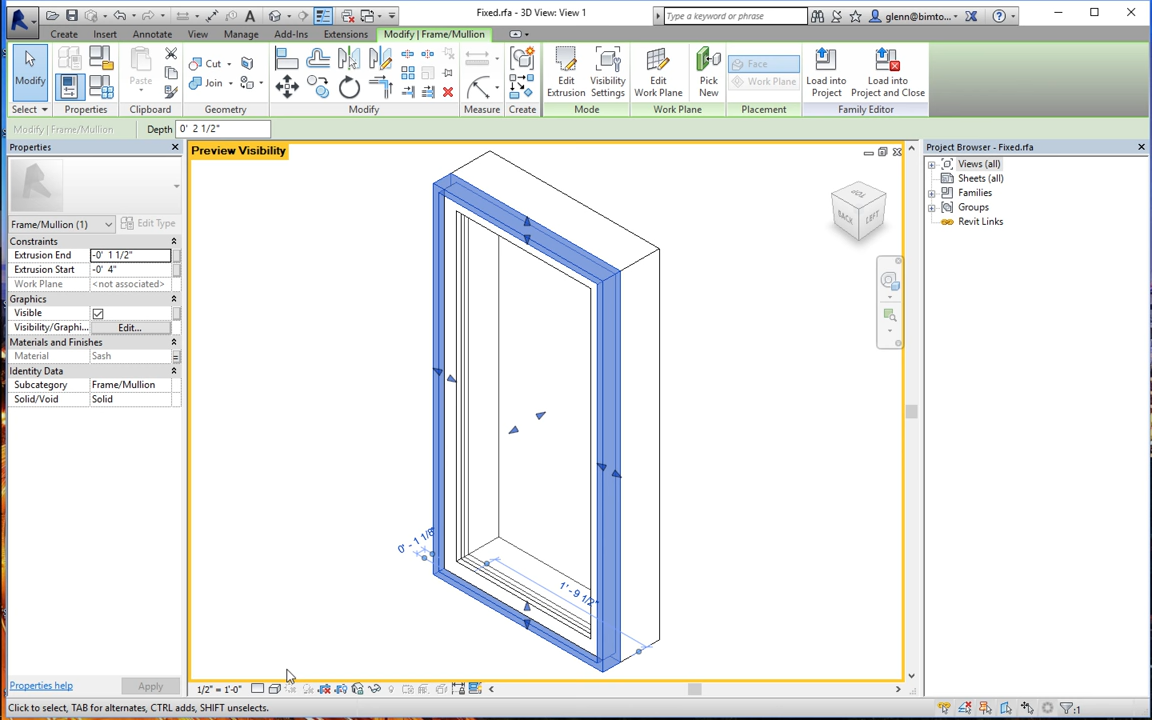 Fixed.rfa - 3D View: View 1
Type a keyword or phrase
glenn@bimto...
Create Insert Annotate View Manage Add-Ins Extensions Modify | Frame/Mullion
Modify
Paste
Cut
Join
Edit Extrusion
Visibility Settings
Edit Work Plane
Pick New
Face
Work Plane
Load into Project
Load into Project and Close
Select Properties Clipboard Geometry Modify Measure Create Mode Work Plane Placement Family Editor
Modify | Frame/Mullion Depth 0' 2 1/2"
Properties
Preview Visibility
Project Browser - Fixed.rfa
Views (all)
Sheets (all)
Families
Groups
Revit Links
Frame/Mullion (1) Edit Type
Constraints
Extrusion End -0' 1 1/2"
Extrusion Start -0' 4"
Work Plane <not associated>
Graphics
Visible
Visibility/Graphi... Edit...
Materials and Finishes
Material Sash
Identity Data
Subcategory Frame/Mullion
Solid/Void Solid
TOP
BACK LEFT
0' - 1 1/8"
1' - 9 1/2"
Properties help Apply
1/2" = 1'-0"
Click to select, TAB for alternates, CTRL adds, SHIFT unselects.
:1